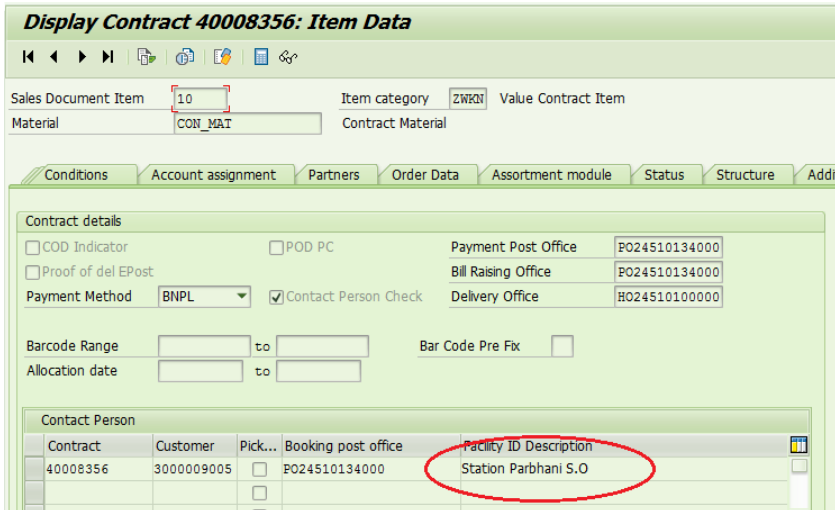 Display Contract 40008356: Item Data
Sales Document Item 10 Item category ZWKN Value Contract Item
Material CON_MAT Contract Material
Conditions Account assignment Partners Order Data Assortment module Status Structure Addi
Contract details
COD Indicator POD PC Payment Post Office PO24510134000
Proof of del EPost Bill Raising Office PO24510134000
Payment Method BNPL Contact Person Check Delivery Office HO24510100000
Barcode Range to Bar Code Pre Fix
Allocation date to
Contact Person
Contract Customer Pick... Booking post office Facility ID Description
40008356 3000009005 PO24510134000 Station Parbhani S.O